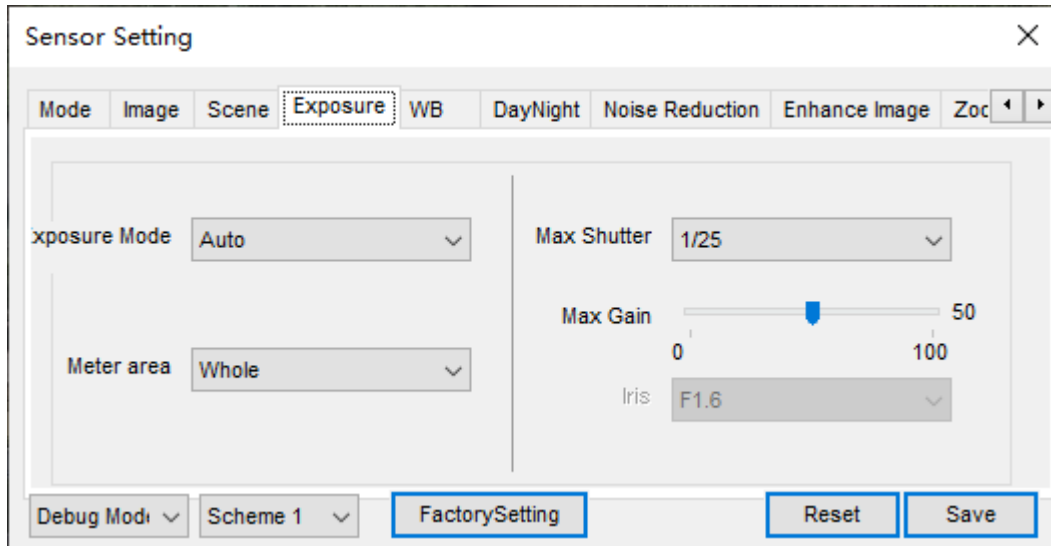 Sensor Setting
Mode Image Scene Exposure WB DayNight Noise Reduction Enhance Image Zoo
xposure Mode Auto
Max Shutter 1/25
Max Gain 50
0 100
Meter area Whole
Iris F1.6
Debug Mod Scheme 1 FactorySetting Reset Save